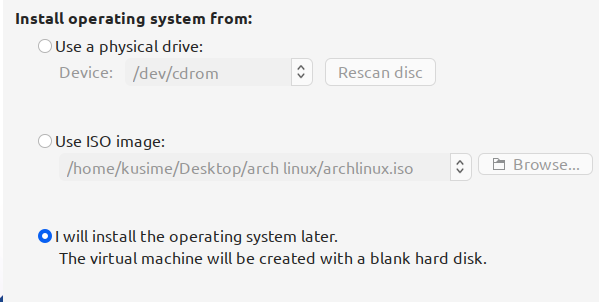 Install operating system from:
Use a physical drive:
Device: /dev/cdrom Rescan disc
Use ISO image:
/home/kusime/Desktop/arch linux/archlinux.iso Browse...
I will install the operating system later.
The virtual machine will be created with a blank hard disk.